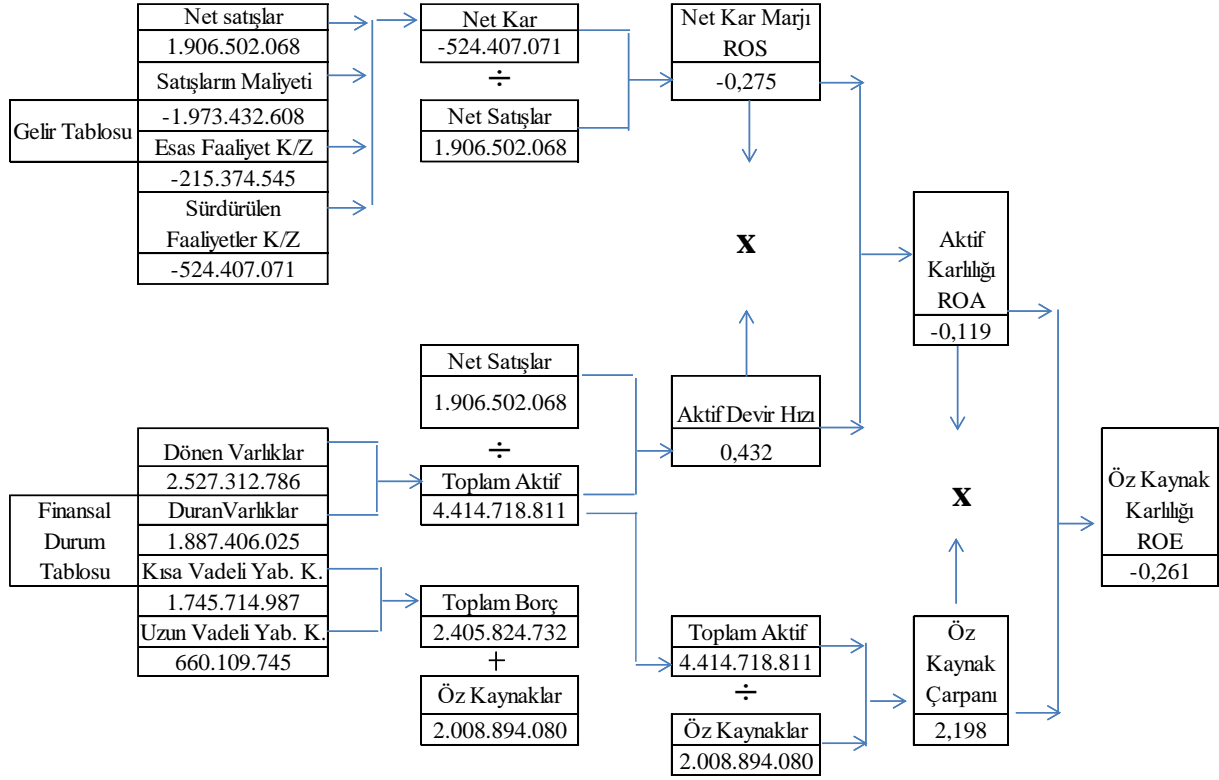 Gelir Tablosu
Net satışlar
1.906.502.068
Satışların Maliyeti
-1.973.432.608
Esas Faaliyet K/Z
-215.374.545
Sürdürülen
Faaliyetler K/Z
-524.407.071
Net Kar
-524.407.071
÷
Net Satışlar
1.906.502.068
Net Kar Marjı
ROS
-0,275
x
Net Satışlar
1.906.502.068
÷
Toplam Aktif
4.414.718.811
Aktif Devir Hızı
0,432
Aktif
Karlılığı
ROA
-0,119
x
Finansal
Durum
Tablosu
Dönen Varlıklar
2.527.312.786
DuranVarlıklar
1.887.406.025
Kısa Vadeli Yab. K.
1.745.714.987
Uzun Vadeli Yab. K.
660.109.745
Toplam Borç
2.405.824.732
+
Öz Kaynaklar
2.008.894.080
Toplam Aktif
4.414.718.811
÷
Öz Kaynaklar
2.008.894.080
Öz
Kaynak
Çarpanı
2,198
Öz Kaynak
Karlılığı
ROE
-0,261